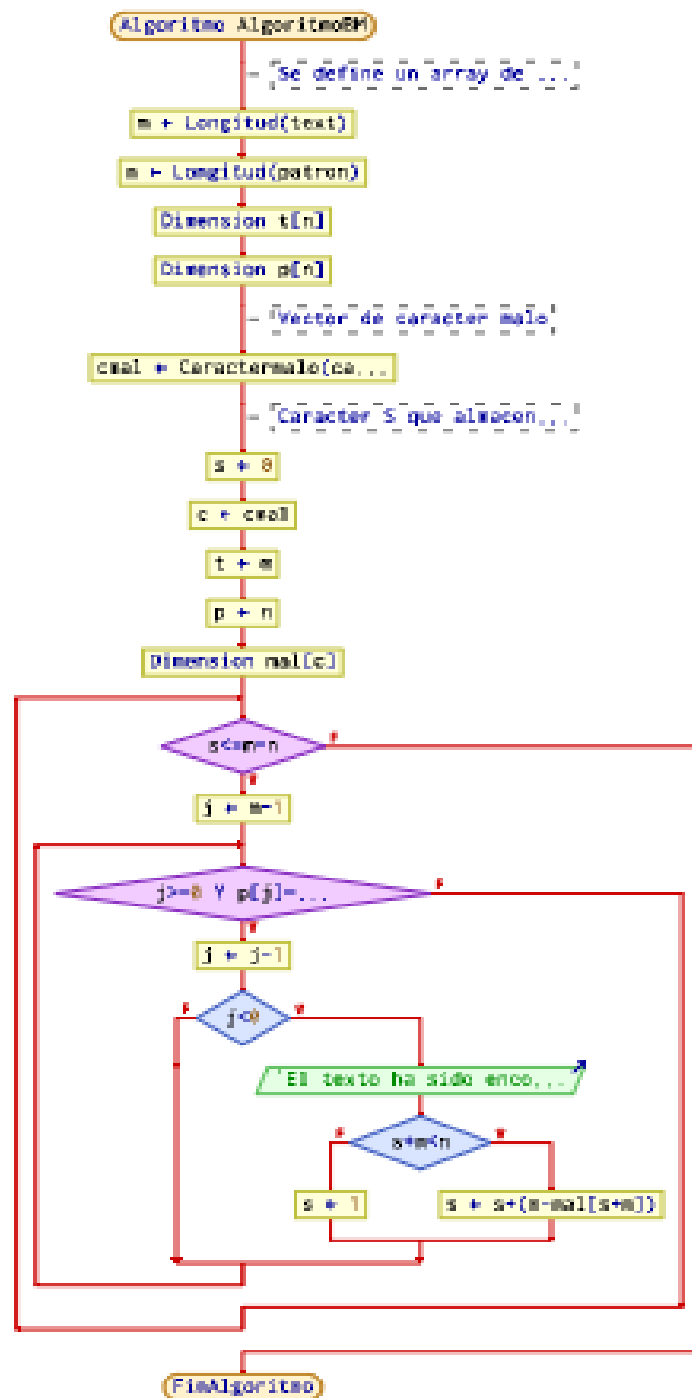 Algoritmo AlgoritmoBM
Se define un array de ...
m ← Longitud(text)
n ← Longitud(patron)
Dimension t[n]
Dimension p[n]
Vector de caracter malo
cmal ← Caractermalo(ca...
Caracter S que almacen...
s ← 0
c ← cmal
t ← m
p ← n
Dimension mal[c]
s<=m-n
F
V
j ← m-1
j>=0 Y p[j]=...
F
V
j ← j-1
j<0
F
V
'El texto ha sido enco...
s+m<n
F
V
s ← 1
s ← s+(m-mal[s+m])
FinAlgoritmo